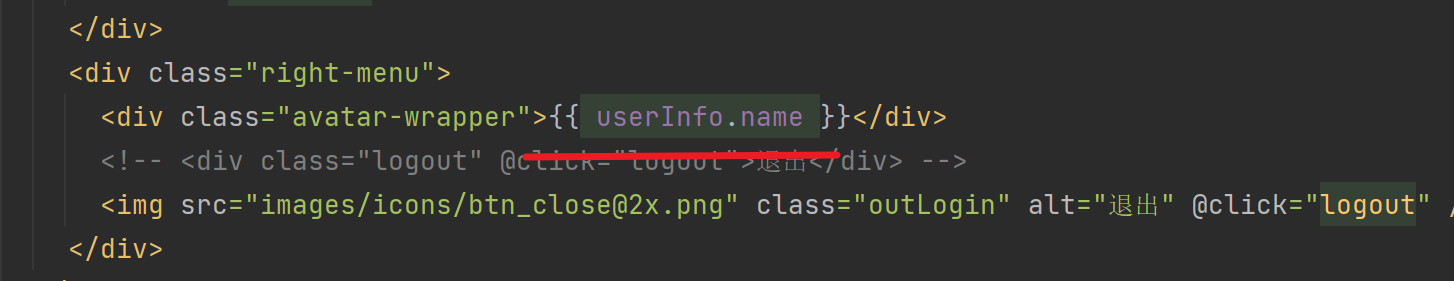 </div>
<div class="right-menu">
<div class="avatar-wrapper">{{ userInfo.name }}</div>
<!-- <div class="logout" @click="logout">退出</div> -->
<img src="images/icons/btn_close@2x.png" class="outLogin" alt="退出" @click="logout" /
</div>